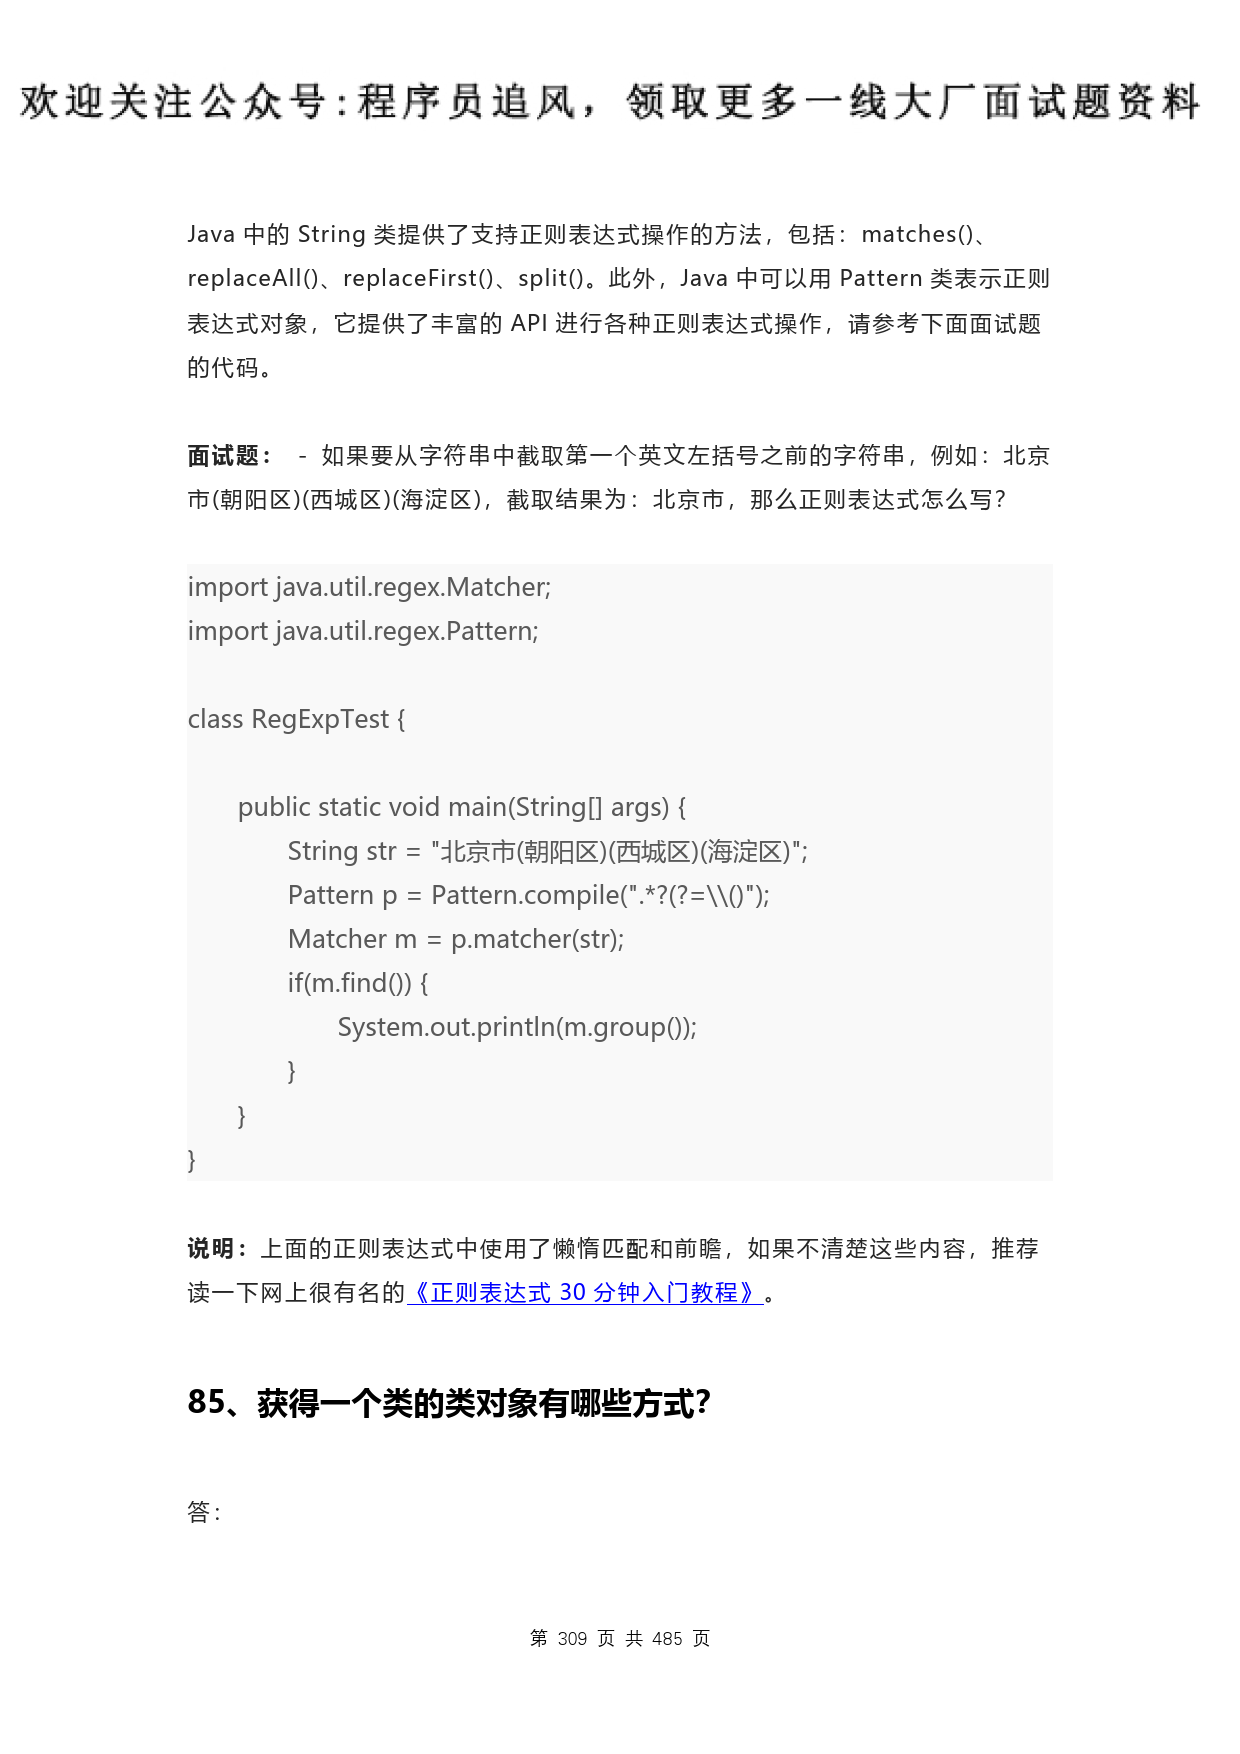 欢迎关注公众号:程序员追风，领取更多一线大厂面试题资料
Java 中的 String 类提供了支持正则表达式操作的方法，包括：matches()、
replaceAll()、replaceFirst()、split()。此外，Java 中可以用 Pattern 类表示正则
表达式对象，它提供了丰富的 API 进行各种正则表达式操作，请参考下面面试题
的代码。
面试题： - 如果要从字符串中截取第一个英文左括号之前的字符串，例如：北京
市(朝阳区)(西城区)(海淀区)，截取结果为：北京市，那么正则表达式怎么写？
import java.util.regex.Matcher;
import java.util.regex.Pattern;
class RegExpTest {
public static void main(String[] args) {
String str = "北京市(朝阳区)(西城区)(海淀区)";
Pattern p = Pattern.compile(".*?(?=\\()");
Matcher m = p.matcher(str);
if(m.find()) {
System.out.println(m.group());
}
}
}
说明：上面的正则表达式中使用了懒惰匹配和前瞻，如果不清楚这些内容，推荐
读一下网上很有名的《正则表达式 30 分钟入门教程》。
85、获得一个类的类对象有哪些方式？
答：
第 309 页 共 485 页